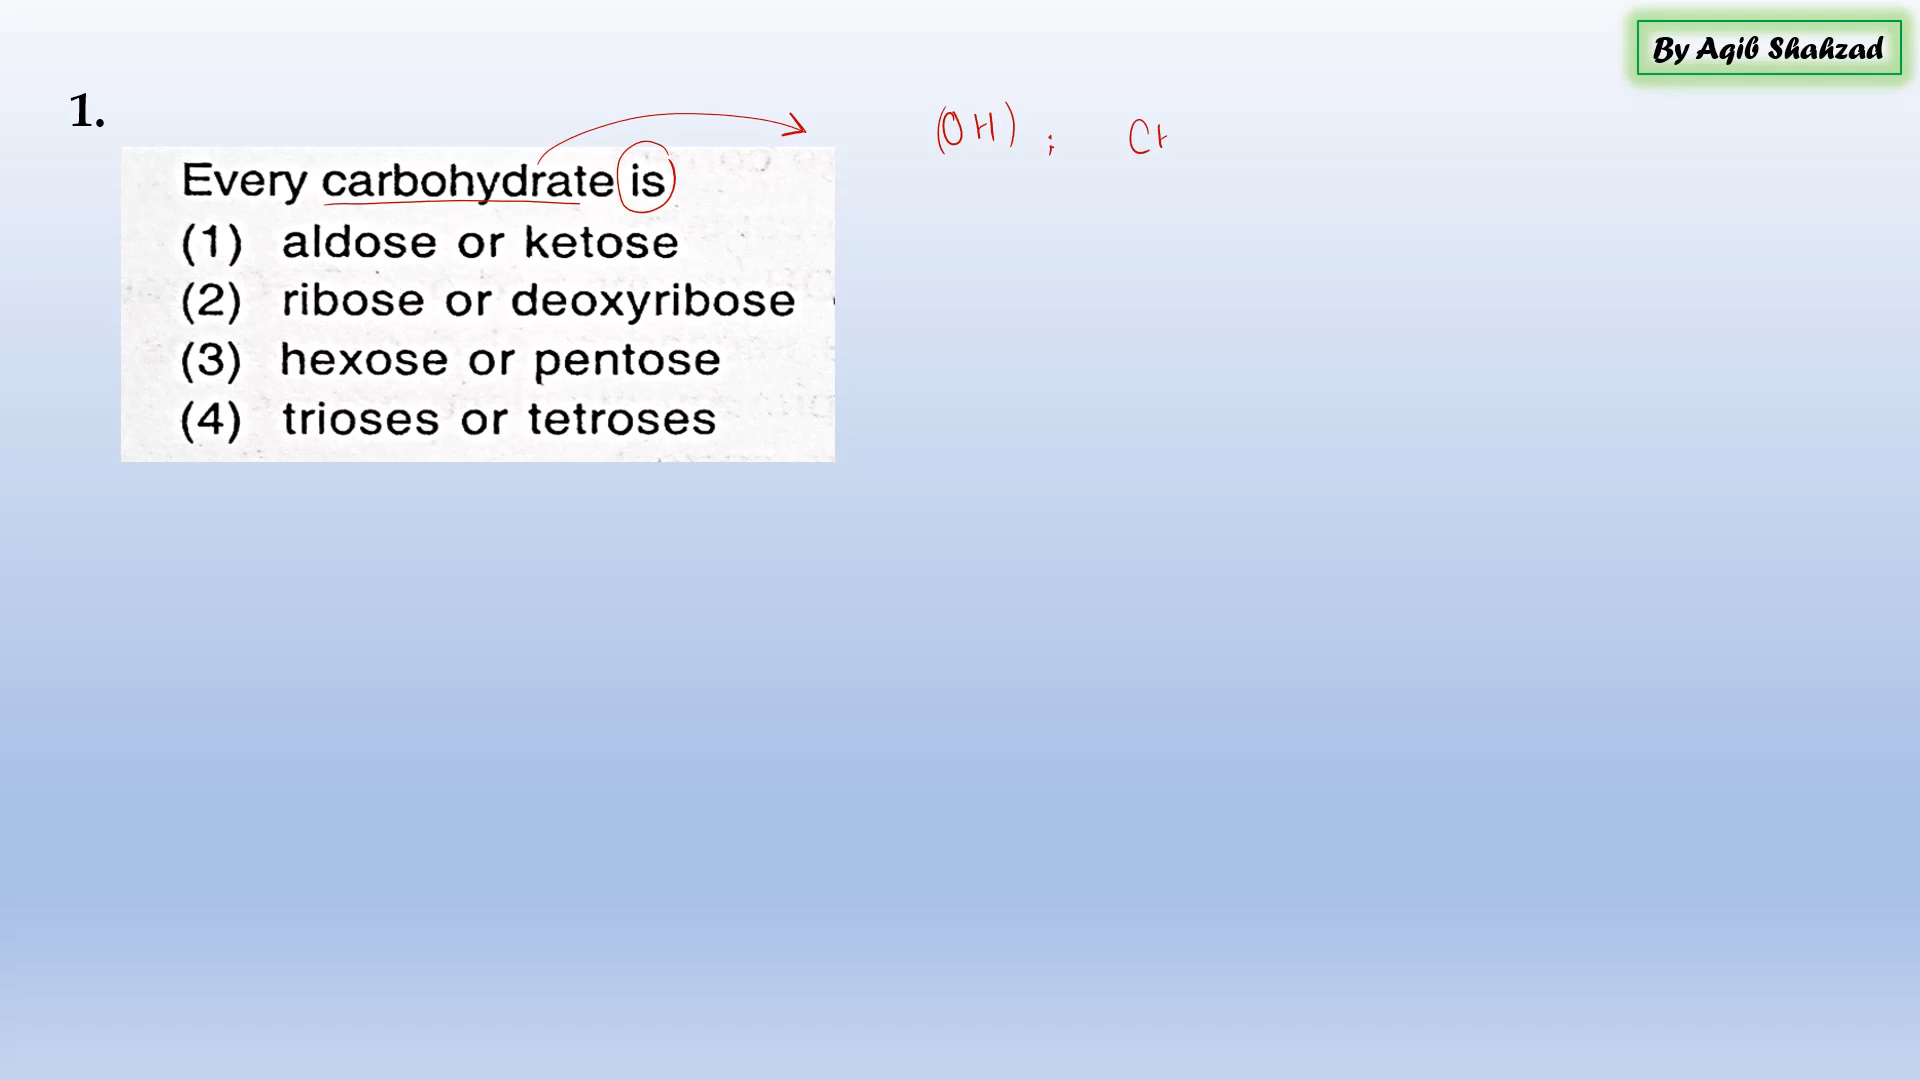 By Aqib Shahzad
1.
(OH) ; CH
Every carbohydrate is
(1) aldose or ketose
(2) ribose or deoxyribose
(3) hexose or pentose
(4) trioses or tetroses